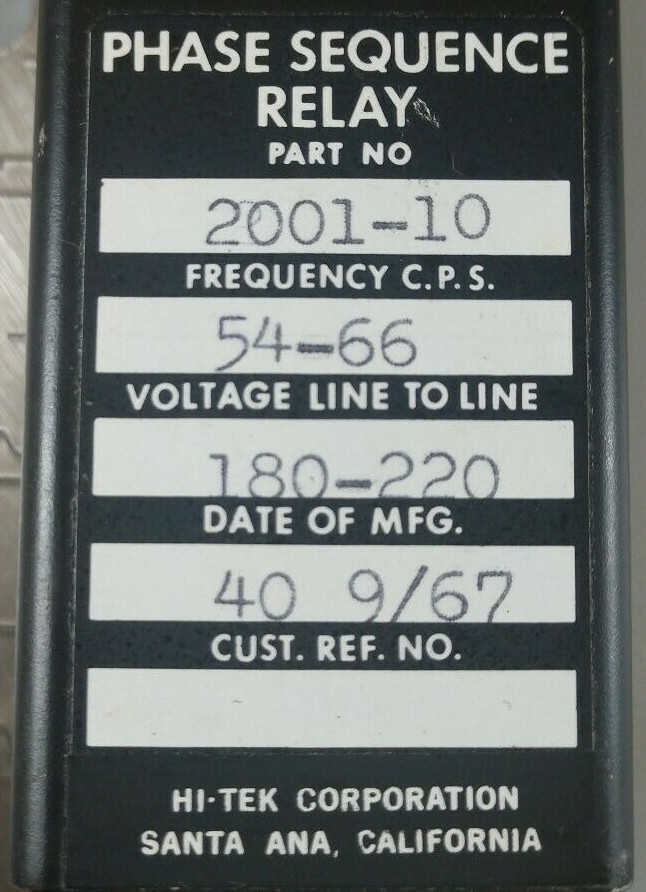 PHASE SEQUENCE
RELAY
PART NO
2001-10
FREQUENCY C.P.S.
54-66
VOLTAGE LINE TO LINE
180-220
DATE OF MFG.
40 9/67
CUST. REF. NO.
HI-TEK CORPORATION
SANTA ANA, CALIFORNIA